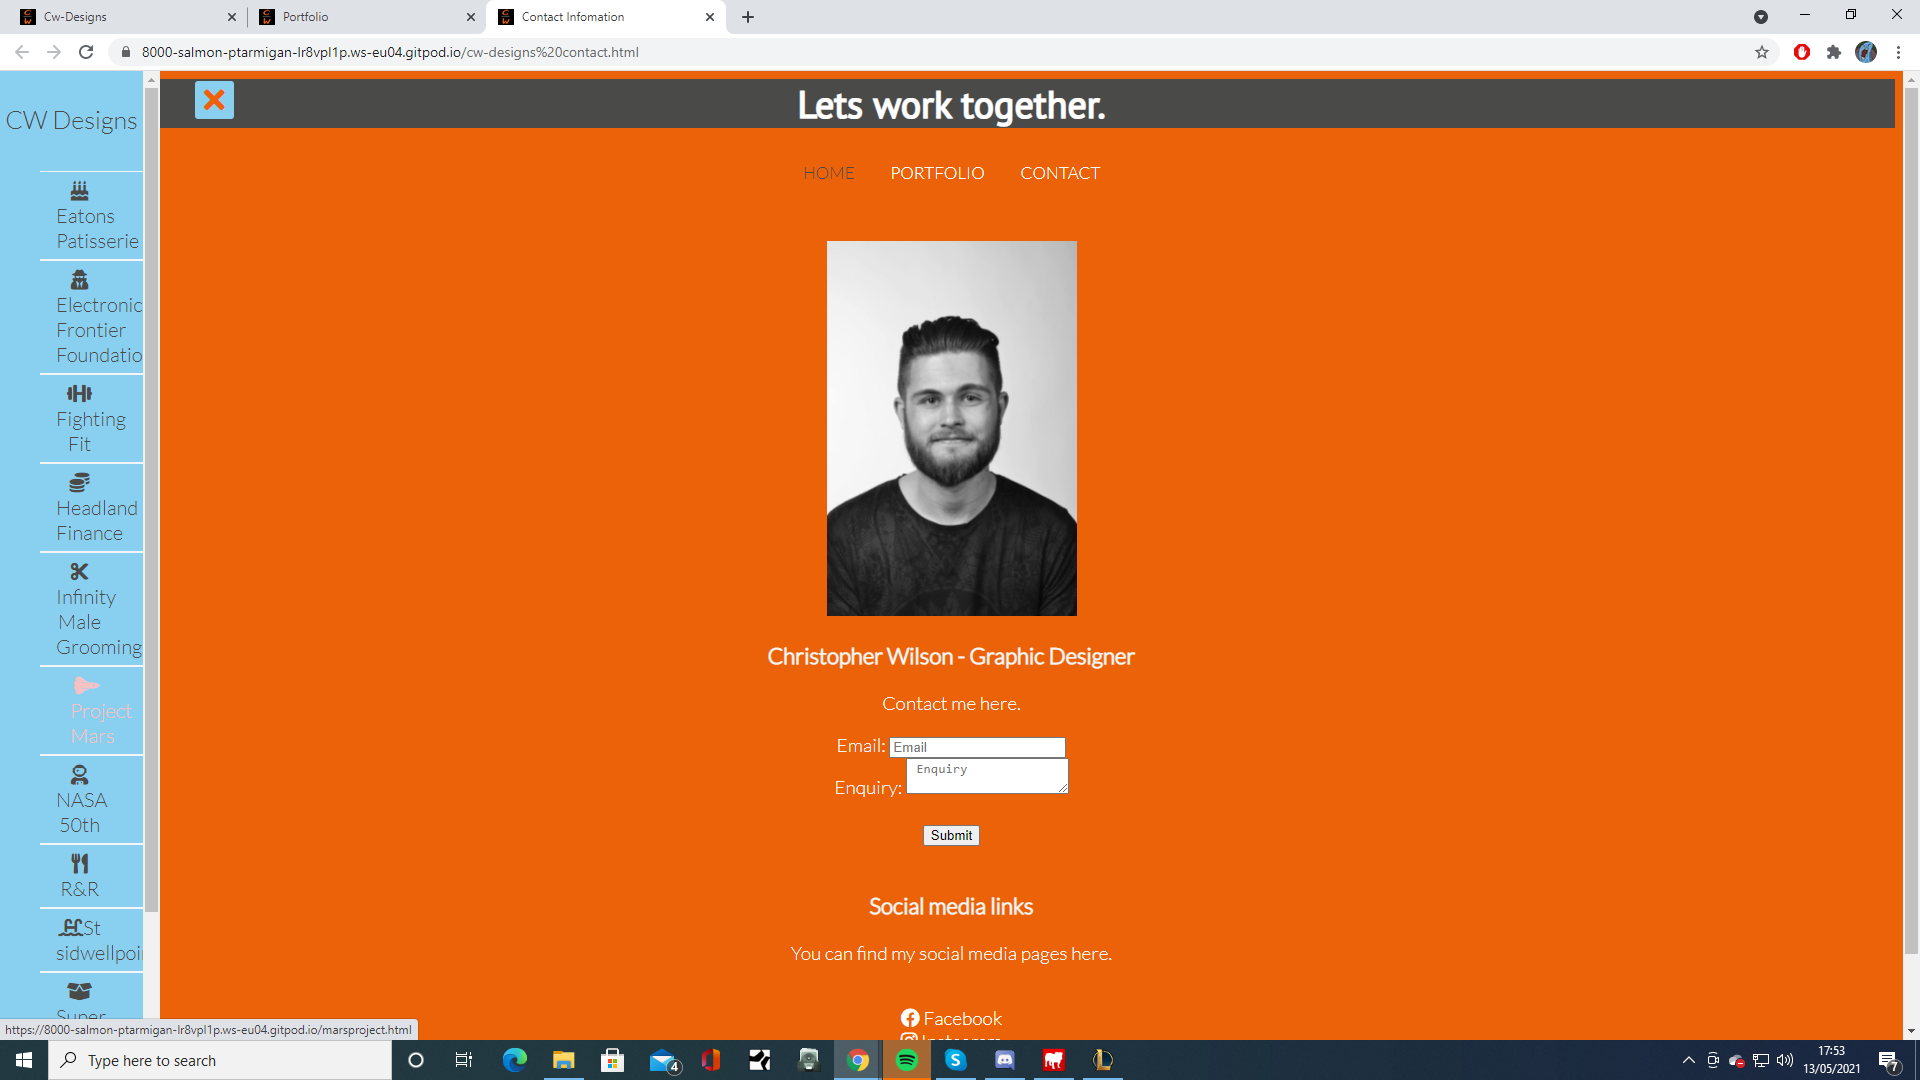 Cw-Designs
Portfolio
Contact Infomation
8000-salmon-ptarmigan-lr8vpl1p.ws-eu04.gitpod.io/cw-designs%20contact.html
CW Designs
Eatons
Patisserie
Electronic
Frontier
Foundatio
Fighting
Fit
Headland
Finance
Infinity
Male
Grooming
Project
Mars
NASA
50th
R&R
St
sidwellpoi
Super
Lets work together.
HOME PORTFOLIO CONTACT
Christopher Wilson - Graphic Designer
Contact me here.
Email: Email
Enquiry: Enquiry
Submit
Social media links
You can find my social media pages here.
Facebook
Instagram
https://8000-salmon-ptarmigan-lr8vpl1p.ws-eu04.gitpod.io/marsproject.html
Type here to search
4
17:53
13/05/2021
7